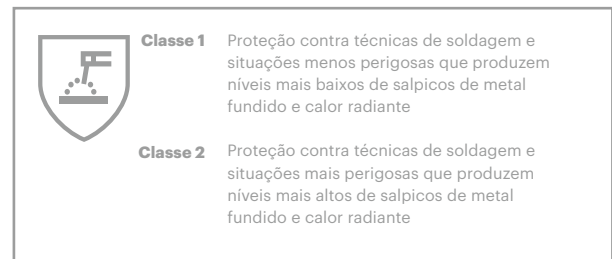 Classe 1 Proteção contra técnicas de soldagem e
situações menos perigosas que produzem
níveis mais baixos de salpicos de metal
fundido e calor radiante
Classe 2 Proteção contra técnicas de soldagem e
situações mais perigosas que produzem
níveis mais altos de salpicos de metal
fundido e calor radiante